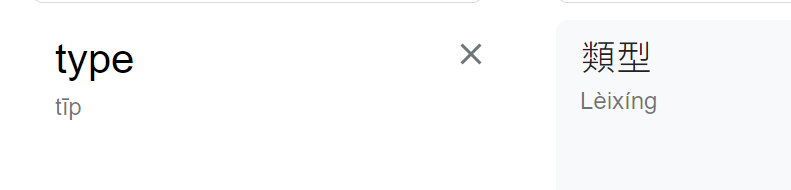 type
tīp
類型
Lèixíng